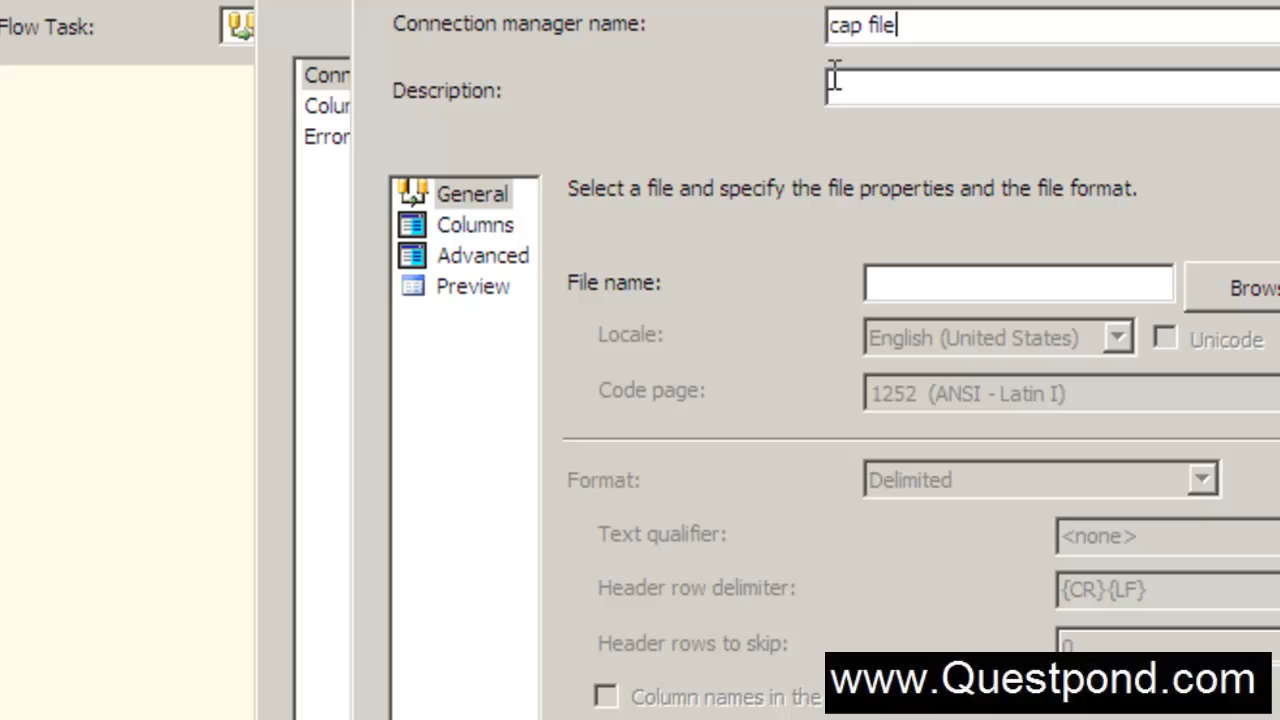 Flow Task:
Connection manager name: cap file
Description:
Conn
Colur
Error
General
Columns
Advanced
Preview
Select a file and specify the file properties and the file format.
File name: Brows
Locale: English (United States) Unicode
Code page: 1252 (ANSI - Latin I)
Format: Delimited
Text qualifier: <none>
Header row delimiter: {CR}{LF}
Header rows to skip: 0
Column names in the
www.Questpond.com